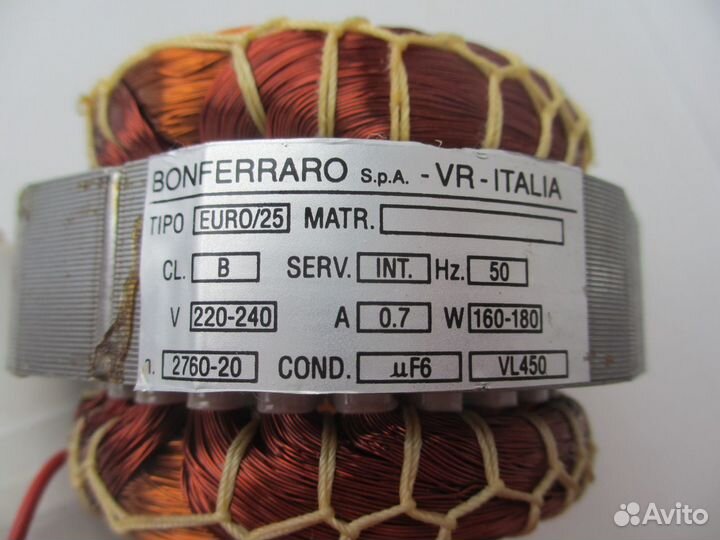 BONFERRARO S.p.A. - VR - ITALIA
TIPO EURO/25 MATR.
CL. B SERV. INT. Hz. 50
V 220-240 A 0.7 W 160-180
n. 2760-20 COND. µF6 VL450
Avito